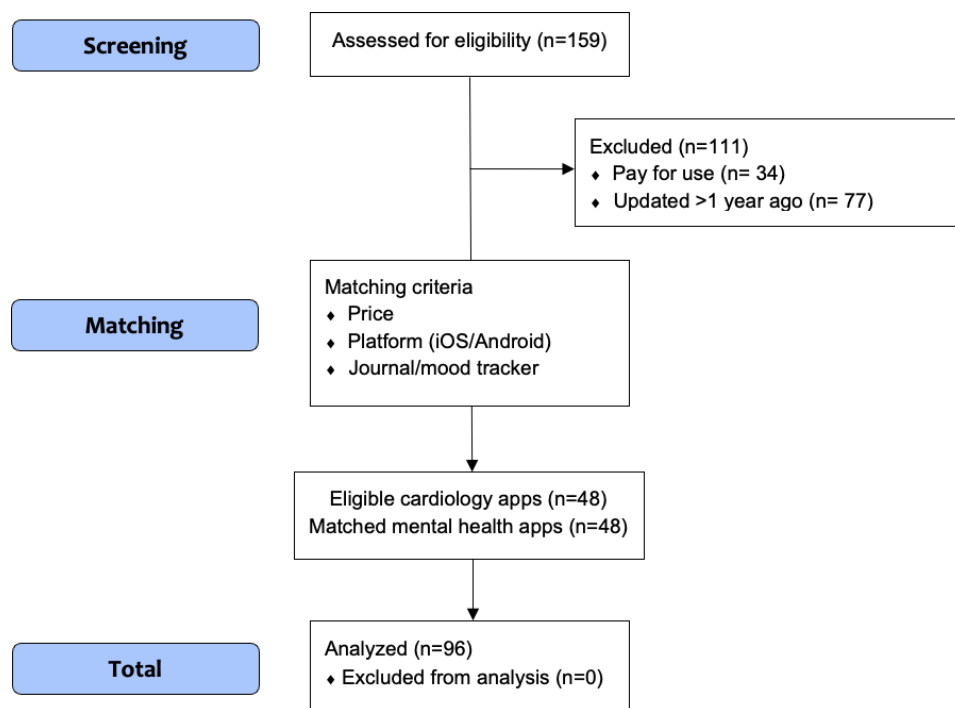 Screening
Assessed for eligibility (n=159)
Excluded (n=111)
♦ Pay for use (n= 34)
♦ Updated >1 year ago (n= 77)
Matching
Matching criteria
♦ Price
♦ Platform (iOS/Android)
♦ Journal/mood tracker
Eligible cardiology apps (n=48)
Matched mental health apps (n=48)
Total
Analyzed (n=96)
♦ Excluded from analysis (n=0)